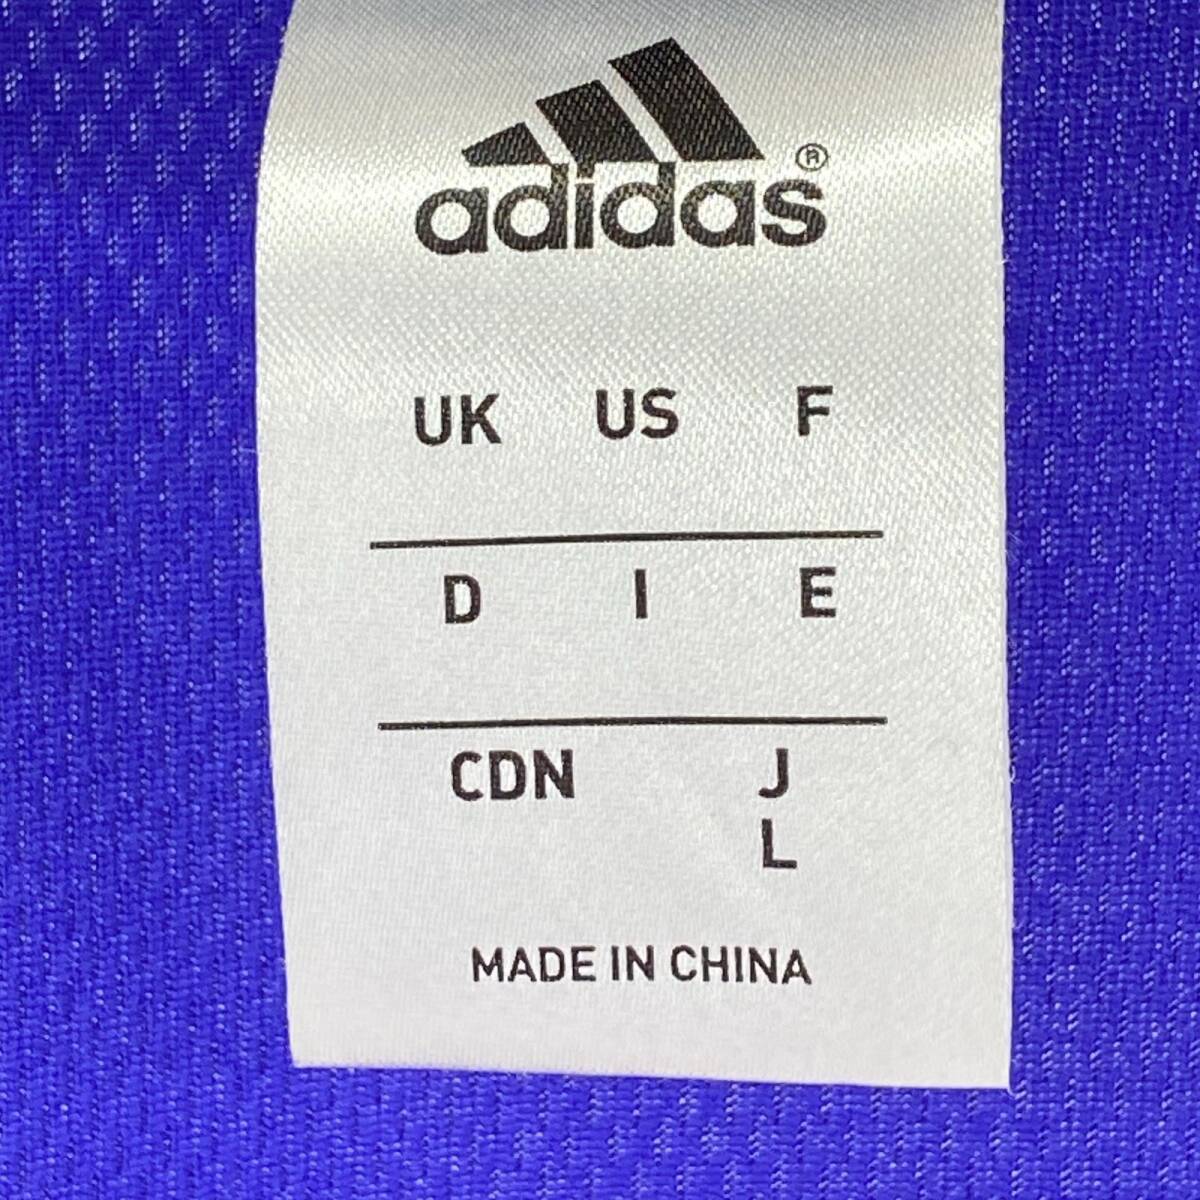 adidas®
UK US F
D I E
CDN J
L
MADE IN CHINA